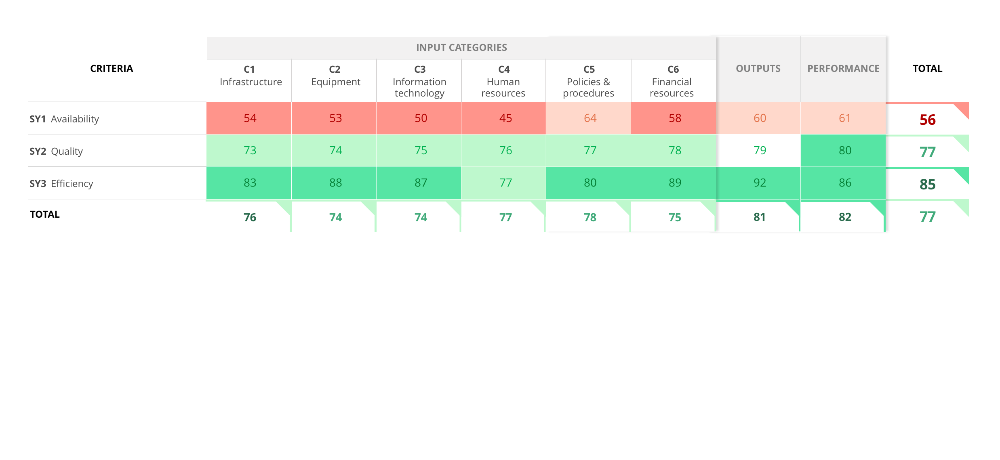 INPUT CATEGORIES
CRITERIA
C1 C2 C3 C4 C5 C6
OUTPUTS PERFORMANCE TOTAL
Infrastructure Equipment Information Human Policies & Financial
technology resources procedures resources
SY1 Availability 54 53 50 45 64 58 60 61 56
SY2 Quality 73 74 75 76 77 78 79 80 77
SY3 Efficiency 83 88 87 77 80 89 92 86 85
TOTAL 76 74 74 77 78 75 81 82 77